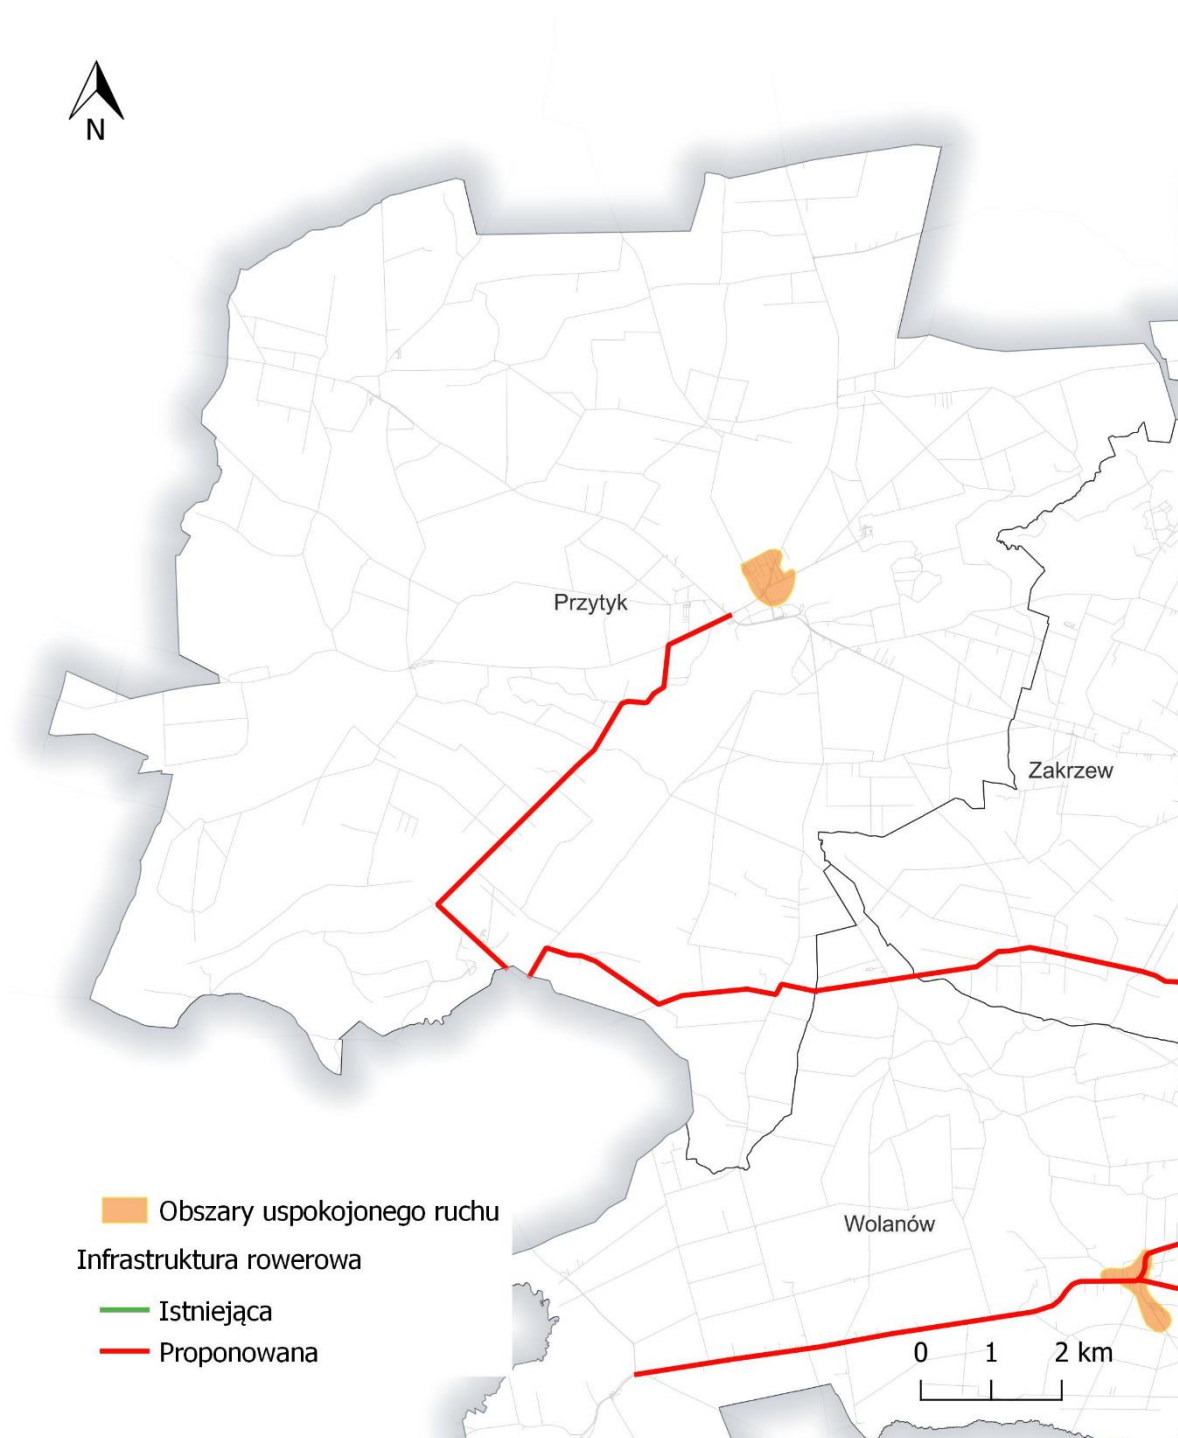 N
Przytyk
Zakrzew
Obszary uspokojonego ruchu
Wolanów
Infrastruktura rowerowa
Istniejąca
Proponowana
0 1 2 km